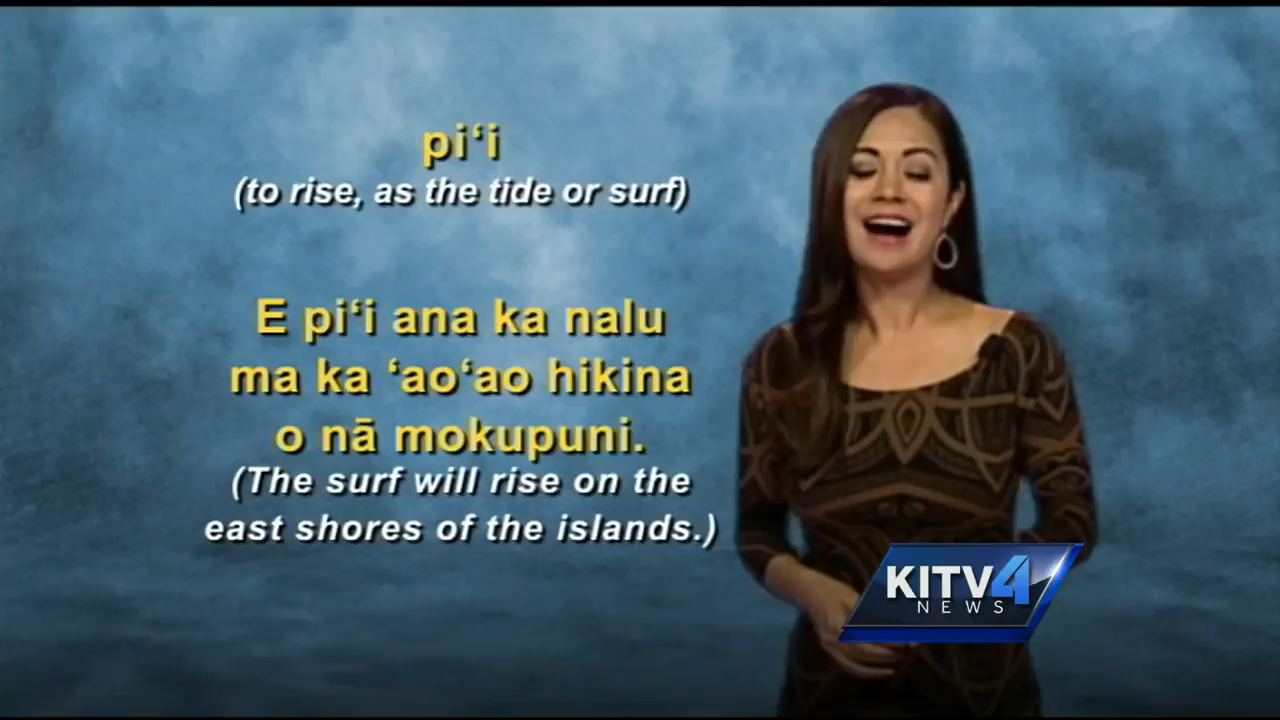 piʻi
(to rise, as the tide or surf)
E piʻi ana ka nalu
ma ka ʻaoʻao hikina
o nā mokupuni.
(The surf will rise on the
east shores of the islands.)
KITV4
NEWS